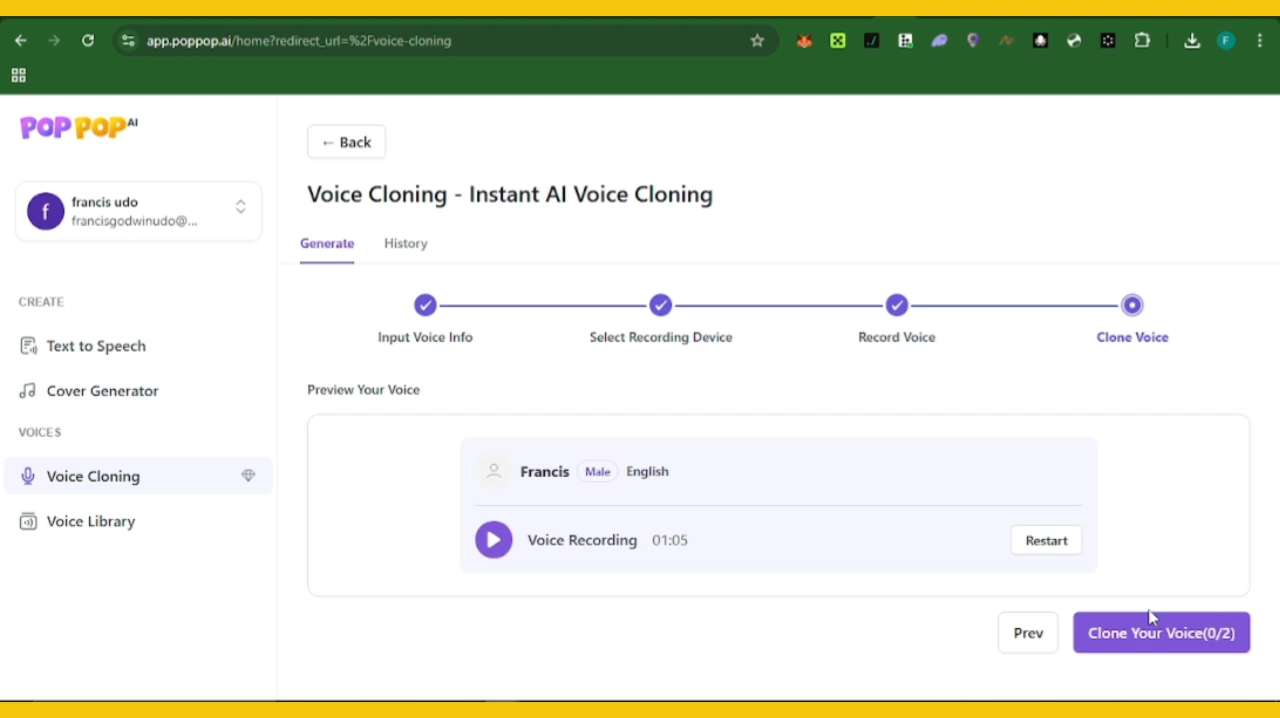 app.poppop.ai/home?redirect_url=%2Fvoice-cloning
F
POP POP AI
f
francis udo
francisgodwinudo@...
CREATE
Text to Speech
Cover Generator
VOICES
Voice Cloning
Voice Library
← Back
Voice Cloning - Instant AI Voice Cloning
Generate
History
Input Voice Info
Select Recording Device
Record Voice
Clone Voice
Preview Your Voice
Francis Male English
Voice Recording 01:05
Restart
Prev
Clone Your Voice(0/2)